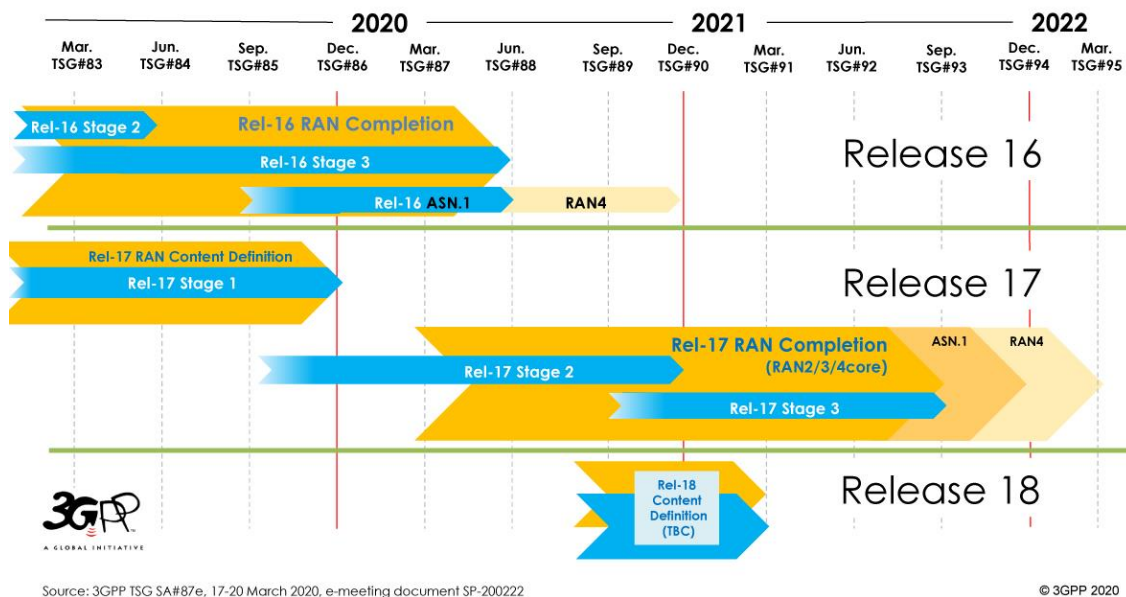 2020 2021 2022
Mar. Jun. Sep. Dec. Mar. Jun. Sep. Dec. Mar. Jun. Sep. Dec. Mar.
TSG#83 TSG#84 TSG#85 TSG#86 TSG#87 TSG#88 TSG#89 TSG#90 TSG#91 TSG#92 TSG#93 TSG#94 TSG#95
Rel-16 Stage 2
Rel-16 RAN Completion
Rel-16 Stage 3
Release 16
Rel-16 ASN.1
RAN4
Rel-17 RAN Content Definition
Rel-17 Stage 1
Release 17
Rel-17 RAN Completion
(RAN2/3/4core)
ASN.1
RAN4
Rel-17 Stage 2
Rel-17 Stage 3
Rel-18
Content
Definition
(TBC)
Release 18
3GPP
TM
A GLOBAL INITIATIVE
Source: 3GPP TSG SA#87e, 17-20 March 2020, e-meeting document SP-200222
© 3GPP 2020